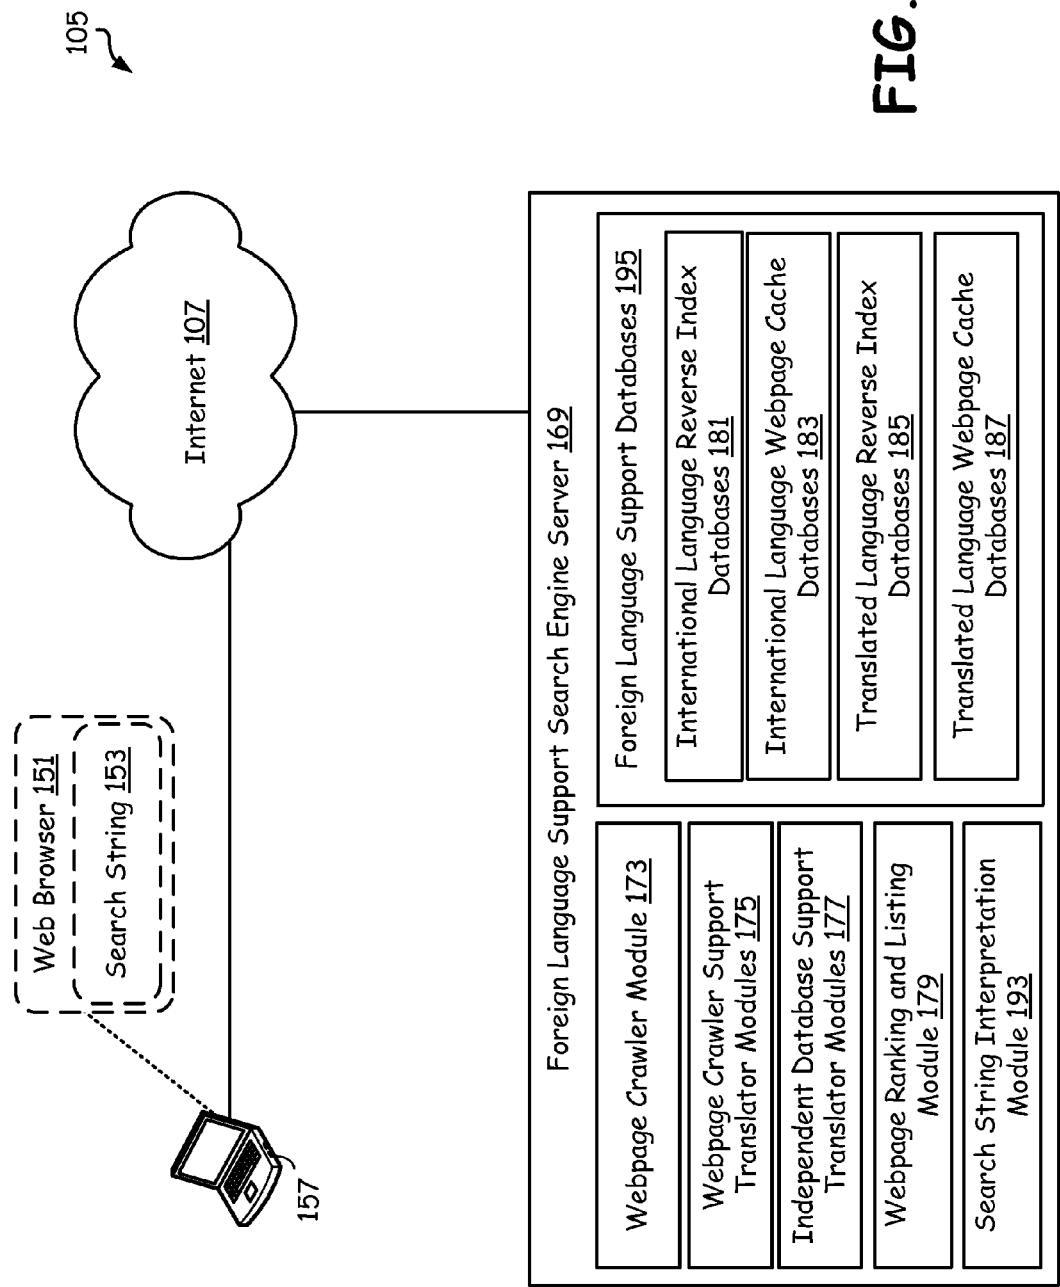 105
Web Browser 151
Search String 153
Internet 107
157
Foreign Language Support Search Engine Server 169
Webpage Crawler Module 173
Webpage Crawler Support
Translator Modules 175
Independent Database Support
Translator Modules 177
Webpage Ranking and Listing
Module 179
Search String Interpretation
Module 193
Foreign Language Support Databases 195
International Language Reverse Index
Databases 181
International Language Webpage Cache
Databases 183
Translated Language Reverse Index
Databases 185
Translated Language Webpage Cache
Databases 187
FIG.